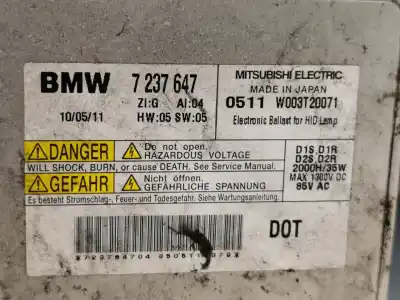 BMW 7 237 647
ZI:G AI:04
10/05/11 HW:05 SW:05
MITSUBISHI ELECTRIC
MADE IN JAPAN
0511 W003T20071
Electronic Ballast for HID Lamp
DANGER Do not open.
HAZARDOUS VOLTAGE
WILL SHOCK, BURN, or cause DEATH. See Service Manual.
GEFAHR Nicht öffnen.
GEFÄHRLICHE SPANNUNG
Es besteht Stromschlag-, Feuer- und Todesgefahr. Siehe Wartungsanleitung.
D1S, D1R
D2S, D2R
2000H/35W
MAX 1300V DC
85V AC
DOT